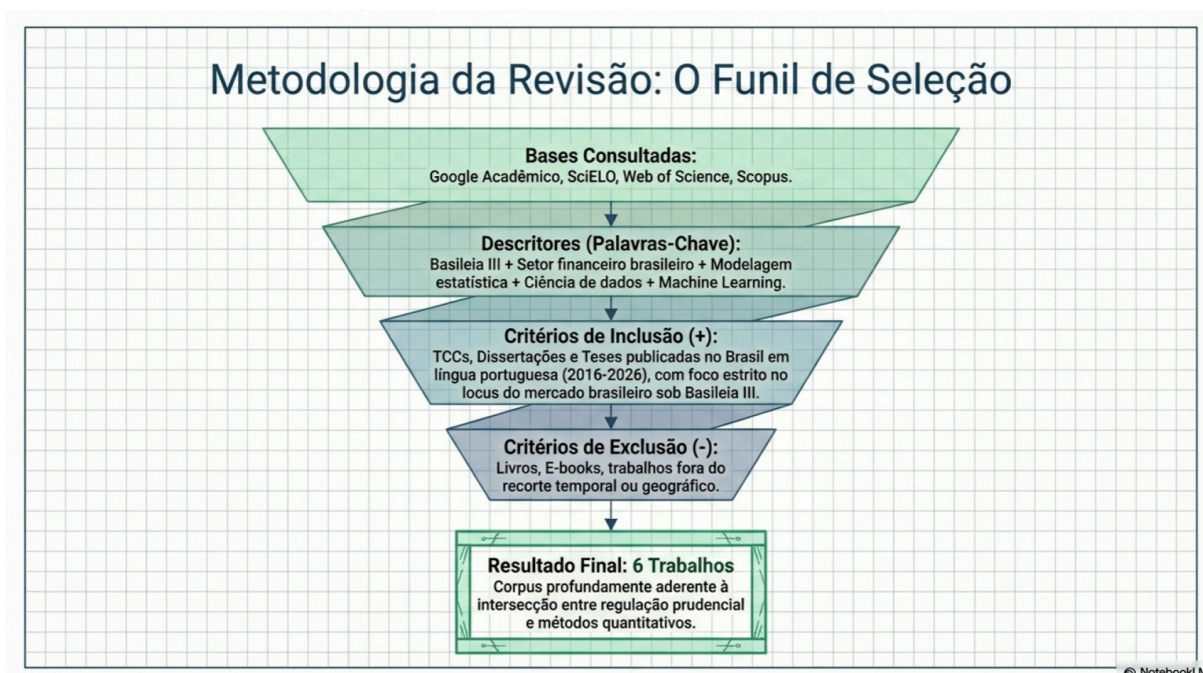 Metodologia da Revisão: O Funil de Seleção
Bases Consultadas:
Google Acadêmico, SciELO, Web of Science, Scopus.
Descritores (Palavras-Chave):
Basileia III + Setor financeiro brasileiro + Modelagem
estatística + Ciência de dados + Machine Learning.
Critérios de Inclusão (+):
TCCs, Dissertações e Teses publicadas no Brasil em
língua portuguesa (2016-2026), com foco estrito no
locus do mercado brasileiro sob Basileia III.
Critérios de Exclusão (-):
Livros, E-books, trabalhos fora do
recorte temporal ou geográfico.
Resultado Final: 6 Trabalhos
Corpus profundamente aderente à
intersecção entre regulação prudencial
e métodos quantitativos.